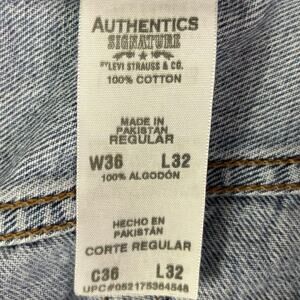 AUTHENTICS
SIGNATURE
BY LEVI STRAUSS & CO.
100% COTTON
MADE IN
PAKISTAN
REGULAR
W36 L32
100% ALGODÓN
HECHO EN
PAKISTÁN
CORTE REGULAR
C36 L32
UPC#052175364548